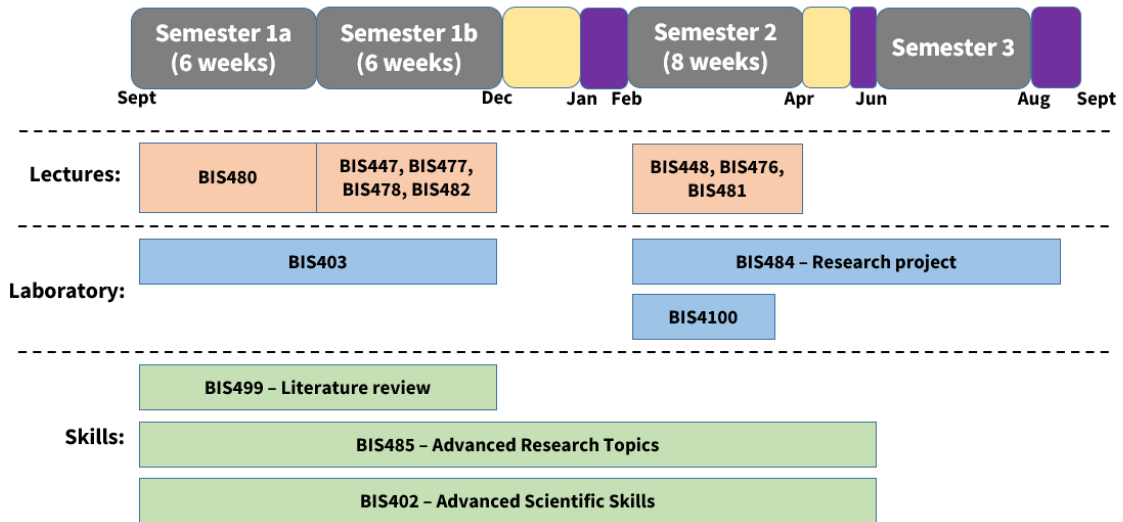 Semester 1a
(6 weeks)
Semester 1b
(6 weeks)
Semester 2
(8 weeks)
Semester 3
Sept
Dec
Jan
Feb
Apr
Jun
Aug
Sept
Lectures:
BIS480
BIS447, BIS477,
BIS478, BIS482
BIS448, BIS476,
BIS481
Laboratory:
BIS403
BIS484 – Research project
BIS4100
Skills:
BIS499 – Literature review
BIS485 – Advanced Research Topics
BIS402 – Advanced Scientific Skills